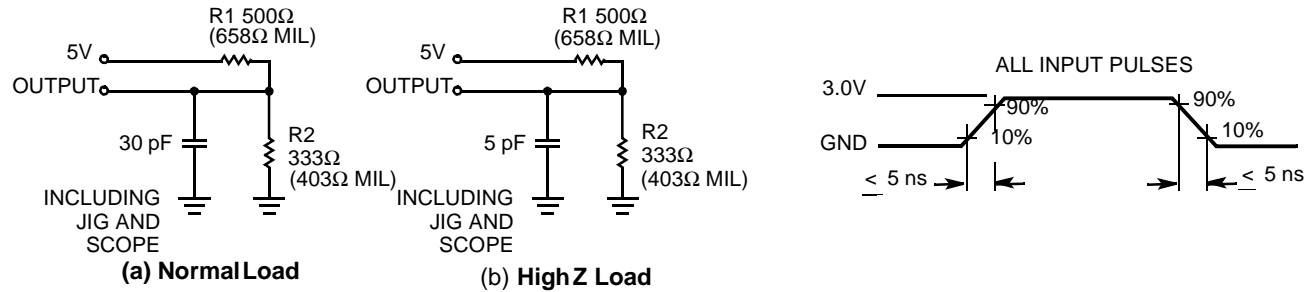 R1 500Ω
(658Ω MIL)
5V
OUTPUT
30 pF
R2
333Ω
(403Ω MIL)
INCLUDING
JIG AND
SCOPE
(a) Normal Load
R1 500Ω
(658Ω MIL)
5V
OUTPUT
5 pF
R2
333Ω
(403Ω MIL)
INCLUDING
JIG AND
SCOPE
(b) High Z Load
ALL INPUT PULSES
3.0V
90%
90%
GND
10%
10%
≤ 5 ns
≤ 5 ns